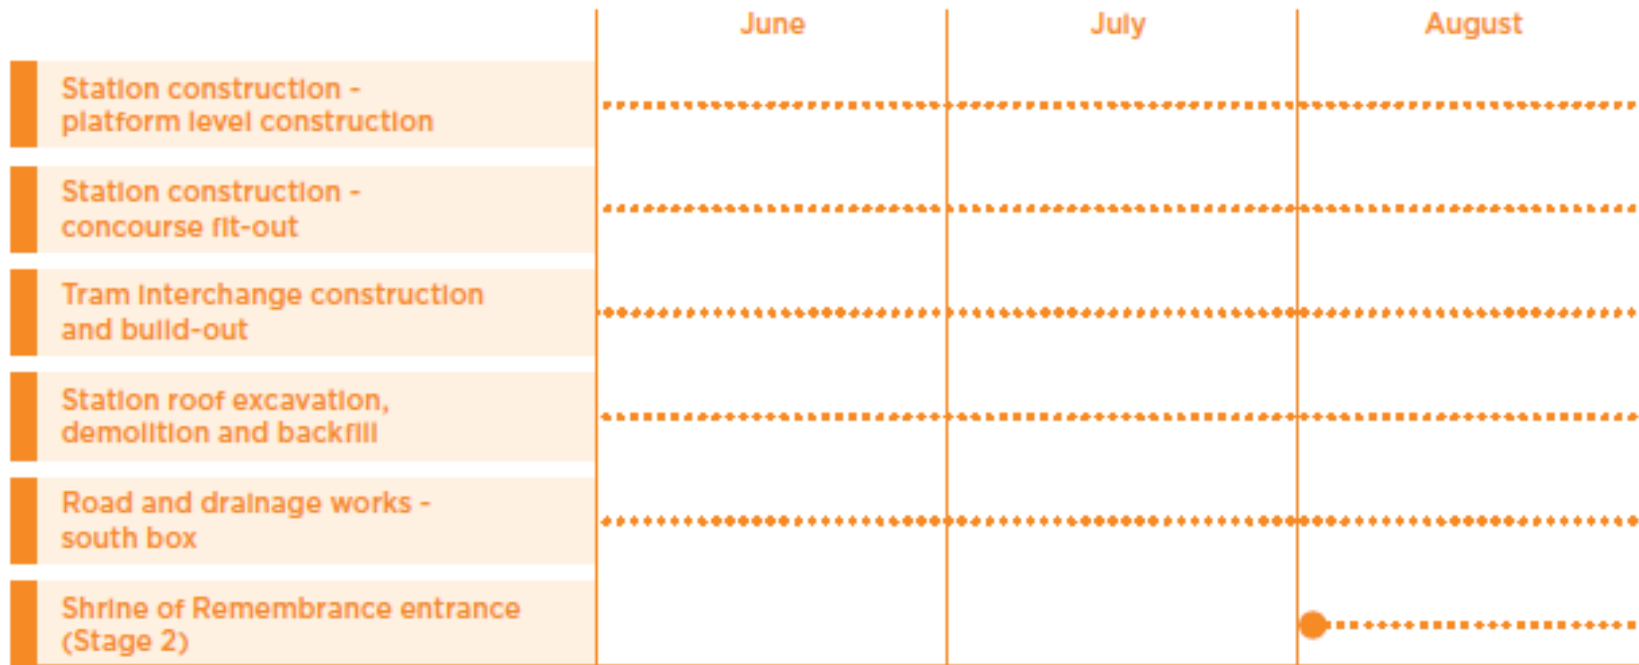 June July August
Station construction -
platform level construction
Station construction -
concourse fit-out
Tram interchange construction
and build-out
Station roof excavation,
demolition and backfill
Road and drainage works -
south box
Shrine of Remembrance entrance
(Stage 2)